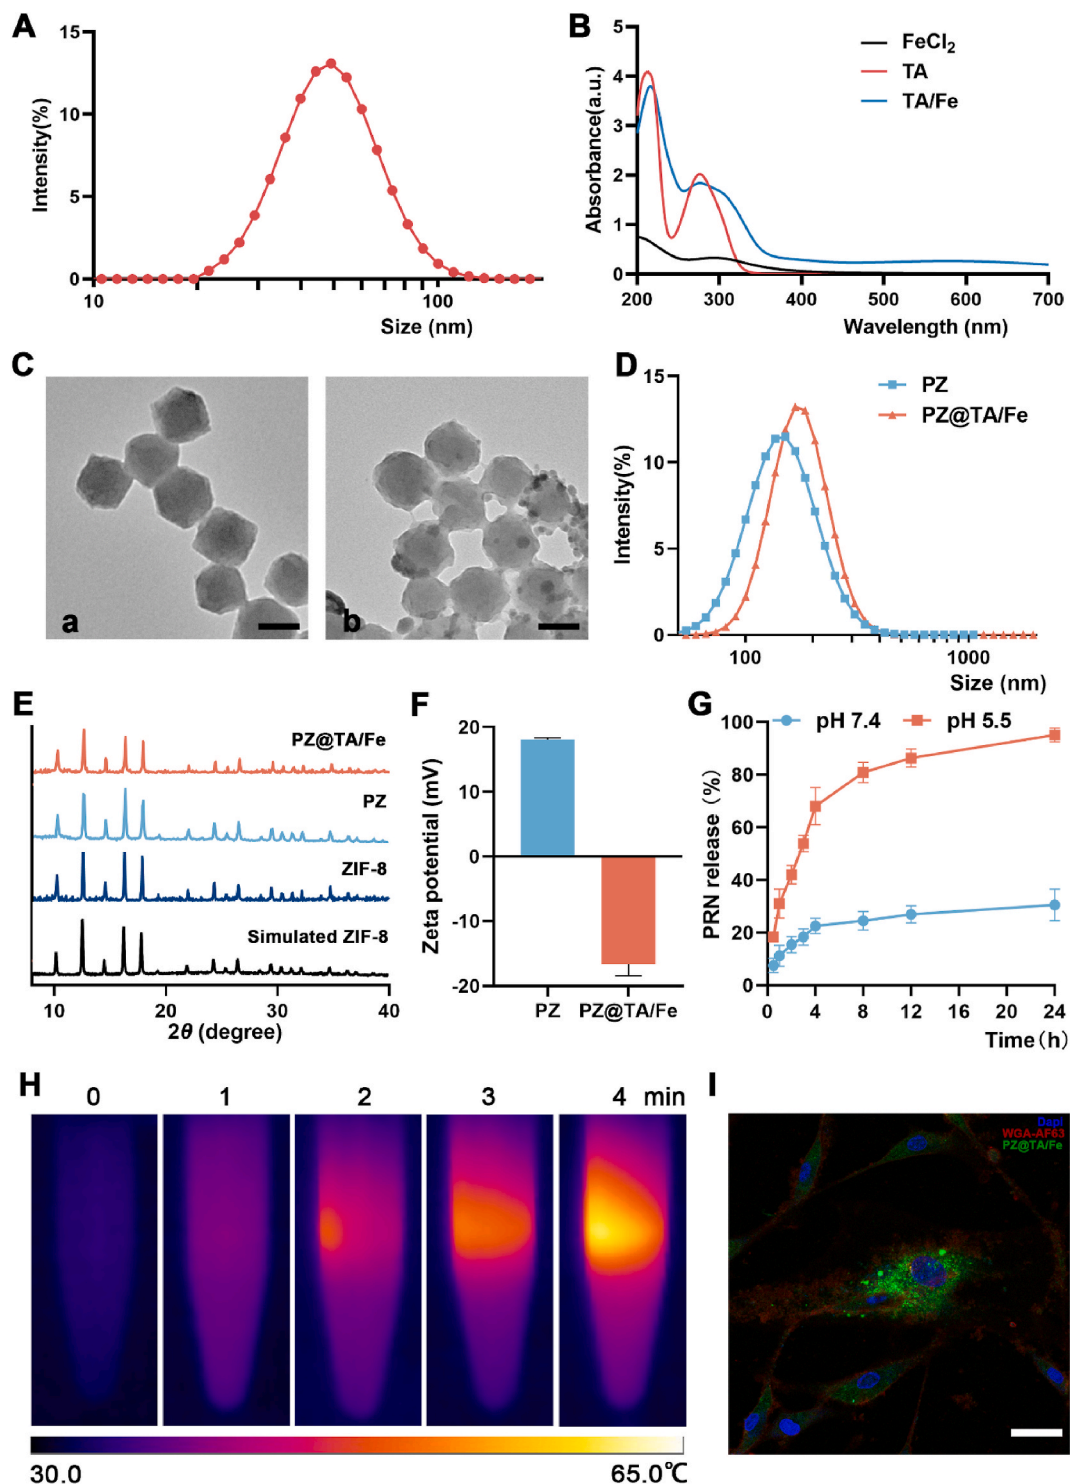 A
15
10
5
0
Intensity(%)
10
100
Size (nm)
B
5
4
3
2
1
0
Absorbance(a.u.)
FeCl₂
TA
TA/Fe
200
300
400
500
600
700
Wavelength (nm)
C
a
b
D
15
10
5
0
Intensity(%)
PZ
PZ@TA/Fe
100
1000
Size (nm)
E
PZ@TA/Fe
PZ
ZIF-8
Simulated ZIF-8
10
20
30
40
2θ (degree)
F
20
10
0
-10
-20
Zeta potential (mV)
PZ
PZ@TA/Fe
G
pH 7.4
pH 5.5
100
80
60
40
20
0
PRN release (%)
0
4
8
12
16
20
24
Time (h)
H
0
1
2
3
4 min
30.0
65.0℃
I
Dapi
WGA-AF63
PZ@TA/Fe